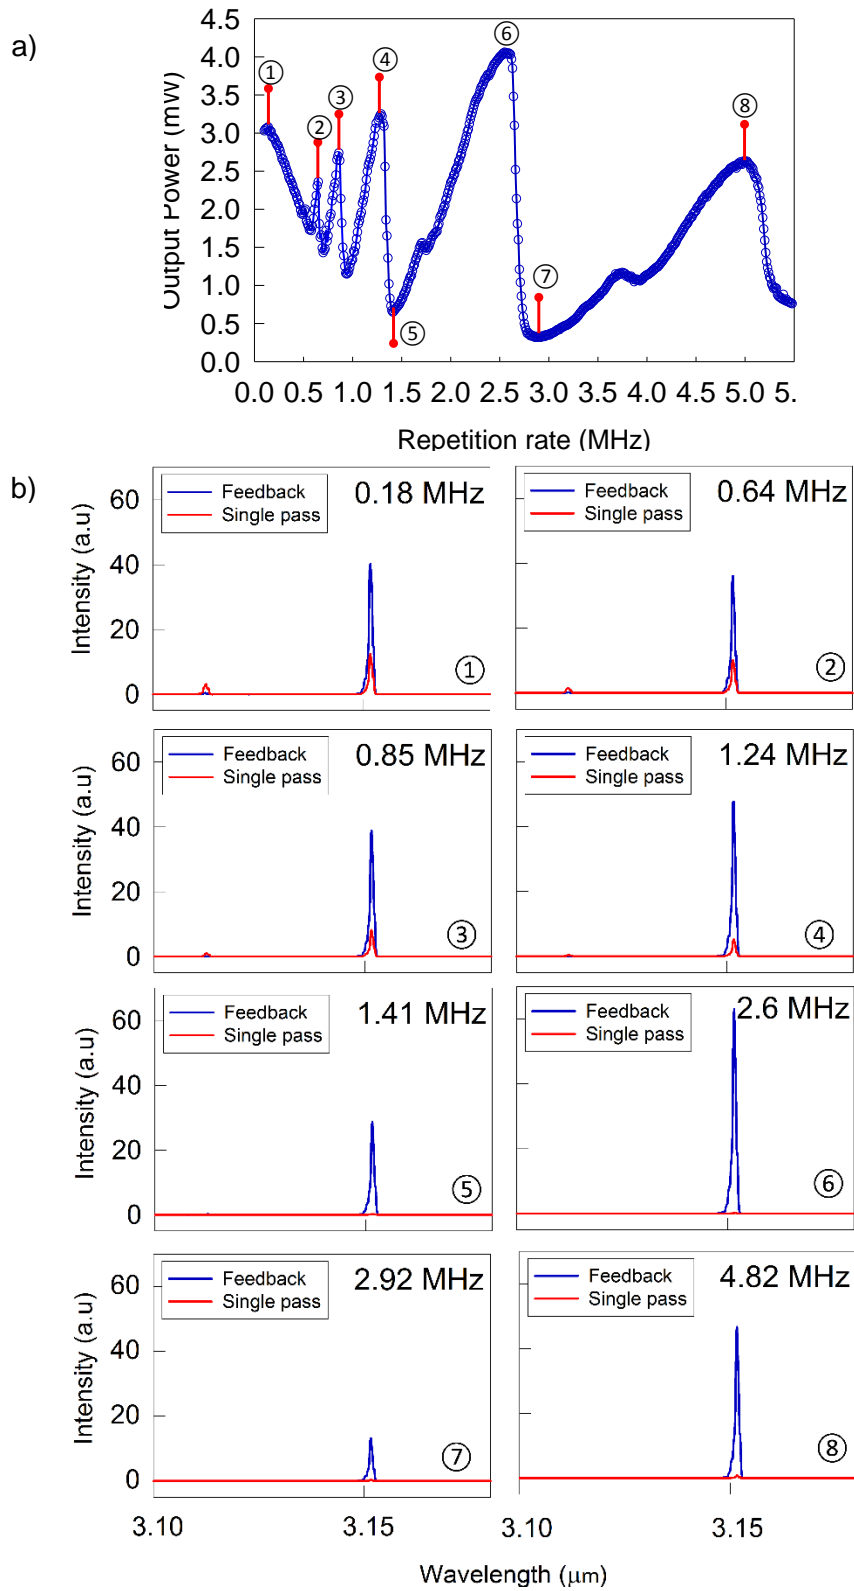 a)
4.5
4.0
3.5
3.0
2.5
2.0
1.5
1.0
0.5
0.0
Output Power (mW)
① ② ③ ④ ⑤ ⑥ ⑦ ⑧
0.0 0.5 1.0 1.5 2.0 2.5 3.0 3.5 4.0 4.5 5.0 5.
Repetition rate (MHz)
b)
Intensity (a.u)
60
40
20
0
Feedback
Single pass
0.18 MHz
①
Feedback
Single pass
0.64 MHz
②
Intensity (a.u)
60
40
20
0
Feedback
Single pass
0.85 MHz
③
Feedback
Single pass
1.24 MHz
④
Intensity (a.u)
60
40
20
0
Feedback
Single pass
1.41 MHz
⑤
Feedback
Single pass
2.6 MHz
⑥
Intensity (a.u)
60
40
20
0
Feedback
Single pass
2.92 MHz
⑦
Feedback
Single pass
4.82 MHz
⑧
3.10 3.15 3.10 3.15
Wavelength (μm)